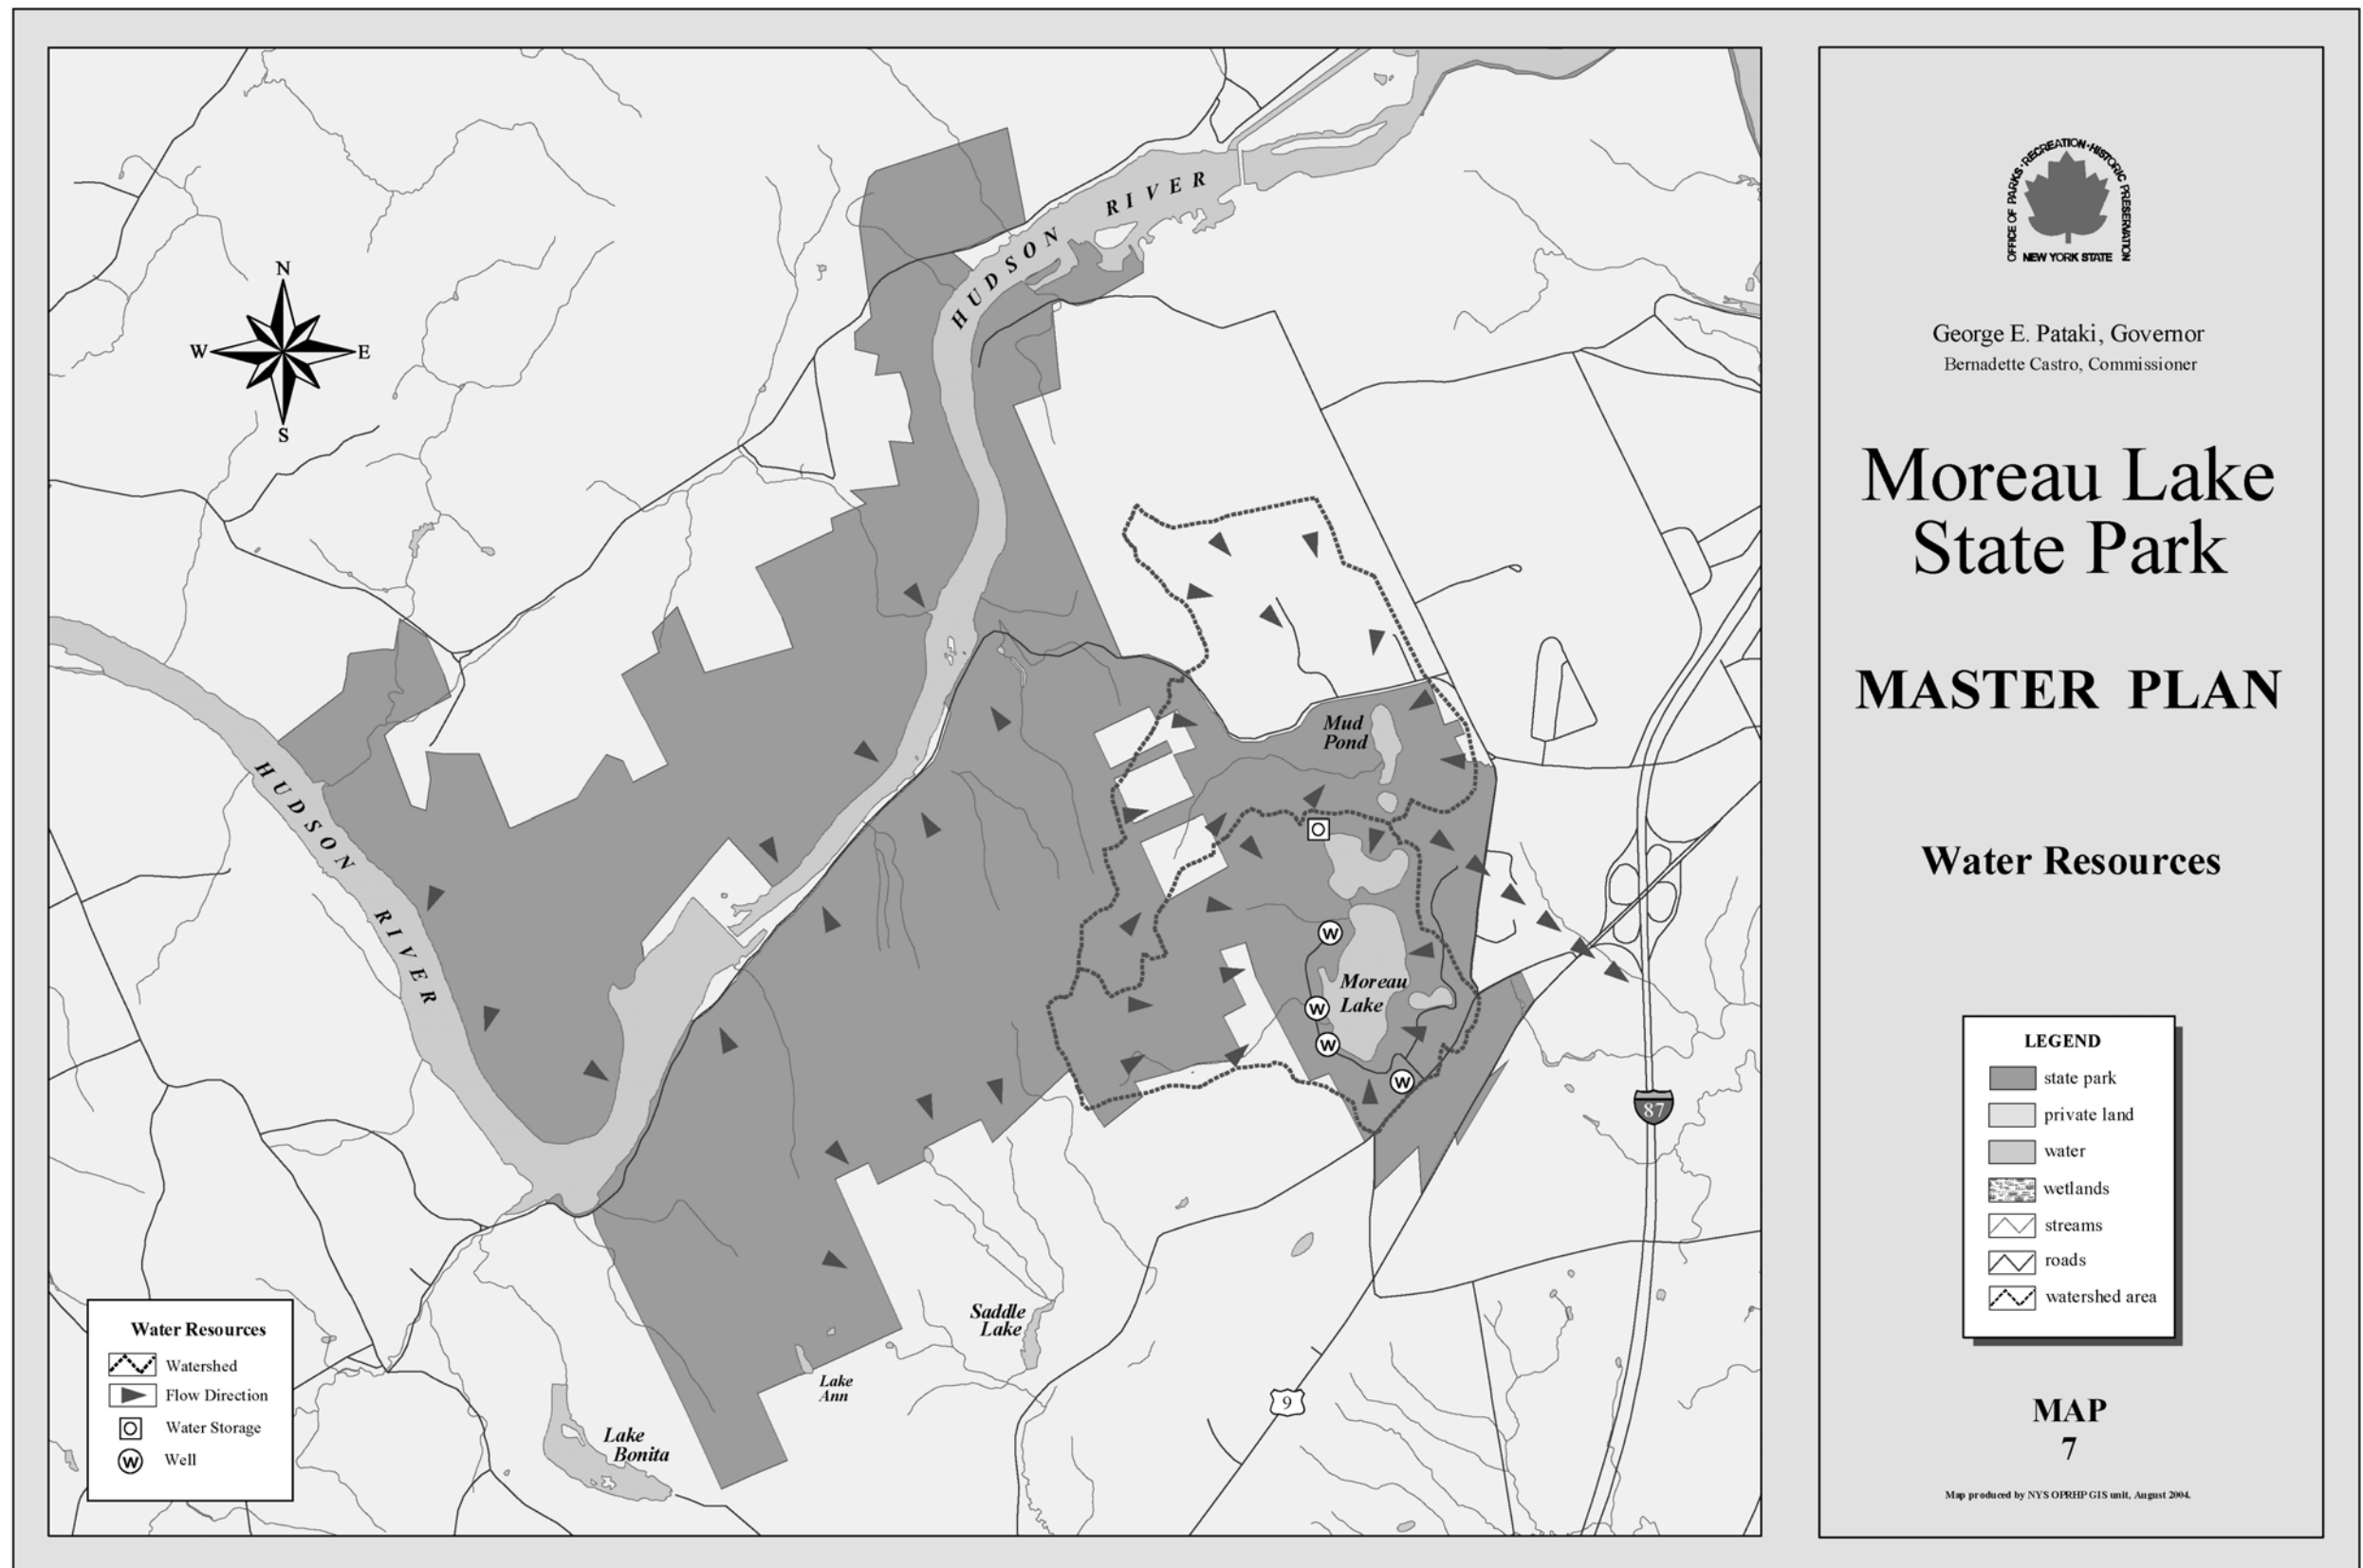 N
W
E
S
HUDSON RIVER
HUDSON RIVER
Mud
Pond
Moreau
Lake
O
W
W
W
W
Saddle
Lake
Lake
Ann
Lake
Bonita
87
9
Water Resources
Watershed
Flow Direction
O Water Storage
W Well
OFFICE OF PARKS • RECREATION • HISTORIC PRESERVATION
NEW YORK STATE
George E. Pataki, Governor
Bernadette Castro, Commissioner
Moreau Lake
State Park
MASTER PLAN
Water Resources
LEGEND
state park
private land
water
wetlands
streams
roads
watershed area
MAP
7
Map produced by NYS OPRHP GIS unit, August 2004.